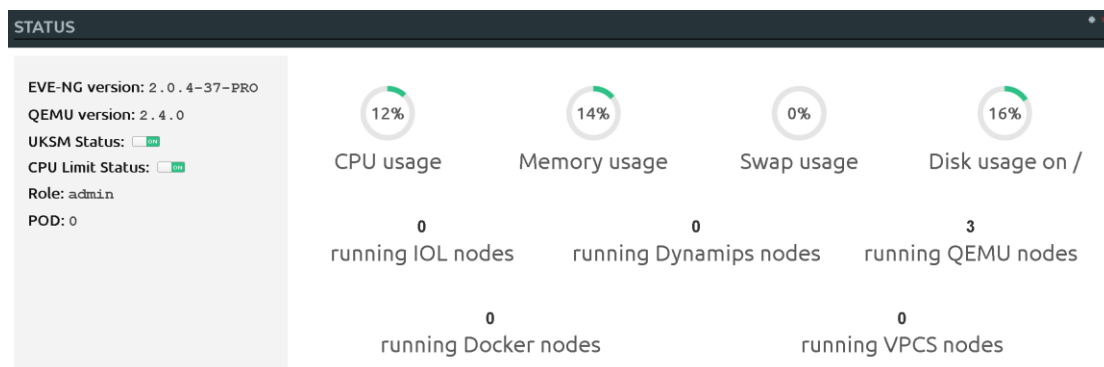 STATUS
EVE-NG version: 2.0.4-37-PRO
QEMU version: 2.4.0
UKSM Status: ON
CPU Limit Status: ON
Role: admin
POD: 0
12% 14% 0% 16%
CPU usage Memory usage Swap usage Disk usage on /
0 0 3
running IOL nodes running Dynamips nodes running QEMU nodes
0 0
running Docker nodes running VPCS nodes